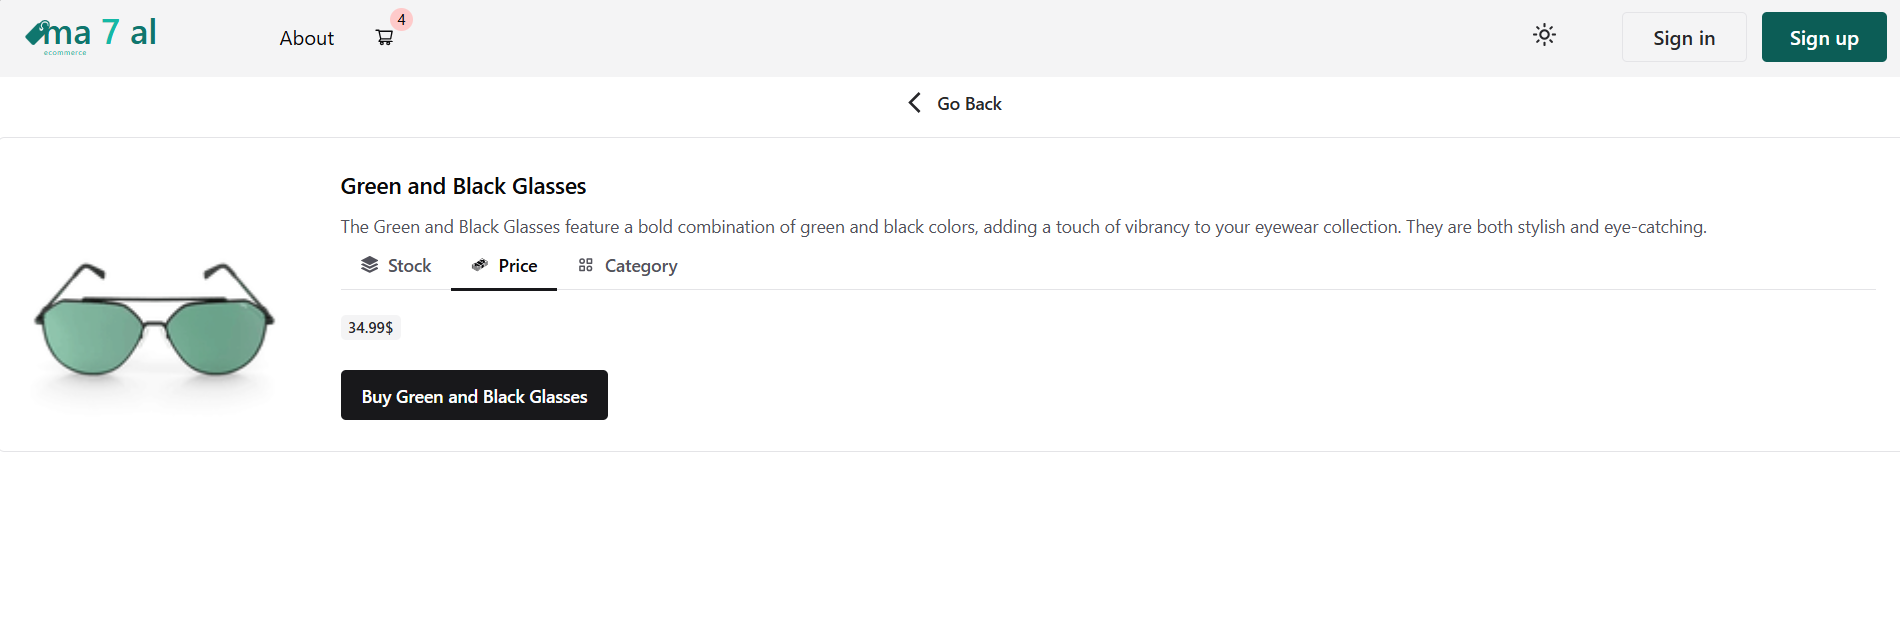 ma 7 al
ecommerce
About
4
Sign in
Sign up
Go Back
Green and Black Glasses
The Green and Black Glasses feature a bold combination of green and black colors, adding a touch of vibrancy to your eyewear collection. They are both stylish and eye-catching.
Stock
Price
Category
34.99$
Buy Green and Black Glasses